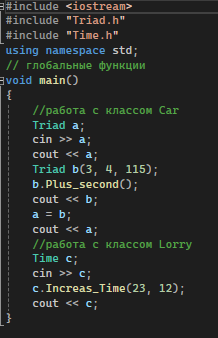 #include <iostream>
#include "Triad.h"
#include "Time.h"
using namespace std;
// глобальные функции
void main()
{
//работа с классом Car
Triad a;
cin >> a;
cout << a;
Triad b(3, 4, 115);
b.Plus_second();
cout << b;
a = b;
cout << a;
//работа с классом Lorry
Time c;
cin >> c;
c.Increas_Time(23, 12);
cout << c;
}